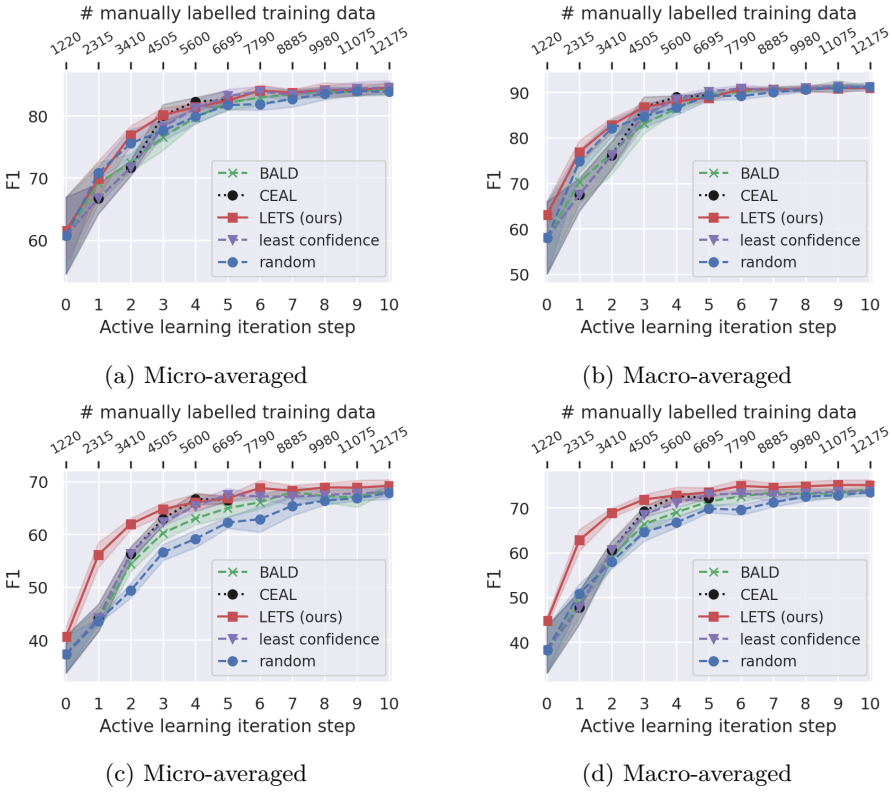 # manually labelled training data
1220 2315 3410 4505 5600 6695 7790 8885 9980 11075 12175
80
70
60
F1
BALD
CEAL
LETS (ours)
least confidence
random
0 1 2 3 4 5 6 7 8 9 10
Active learning iteration step
(a) Micro-averaged
# manually labelled training data
1220 2315 3410 4505 5600 6695 7790 8885 9980 11075 12175
90
80
70
60
50
F1
BALD
CEAL
LETS (ours)
least confidence
random
0 1 2 3 4 5 6 7 8 9 10
Active learning iteration step
(b) Macro-averaged
# manually labelled training data
1220 2315 3410 4505 5600 6695 7790 8885 9980 11075 12175
70
60
50
40
F1
BALD
CEAL
LETS (ours)
least confidence
random
0 1 2 3 4 5 6 7 8 9 10
Active learning iteration step
(c) Micro-averaged
# manually labelled training data
1220 2315 3410 4505 5600 6695 7790 8885 9980 11075 12175
70
60
50
40
F1
BALD
CEAL
LETS (ours)
least confidence
random
0 1 2 3 4 5 6 7 8 9 10
Active learning iteration step
(d) Macro-averaged